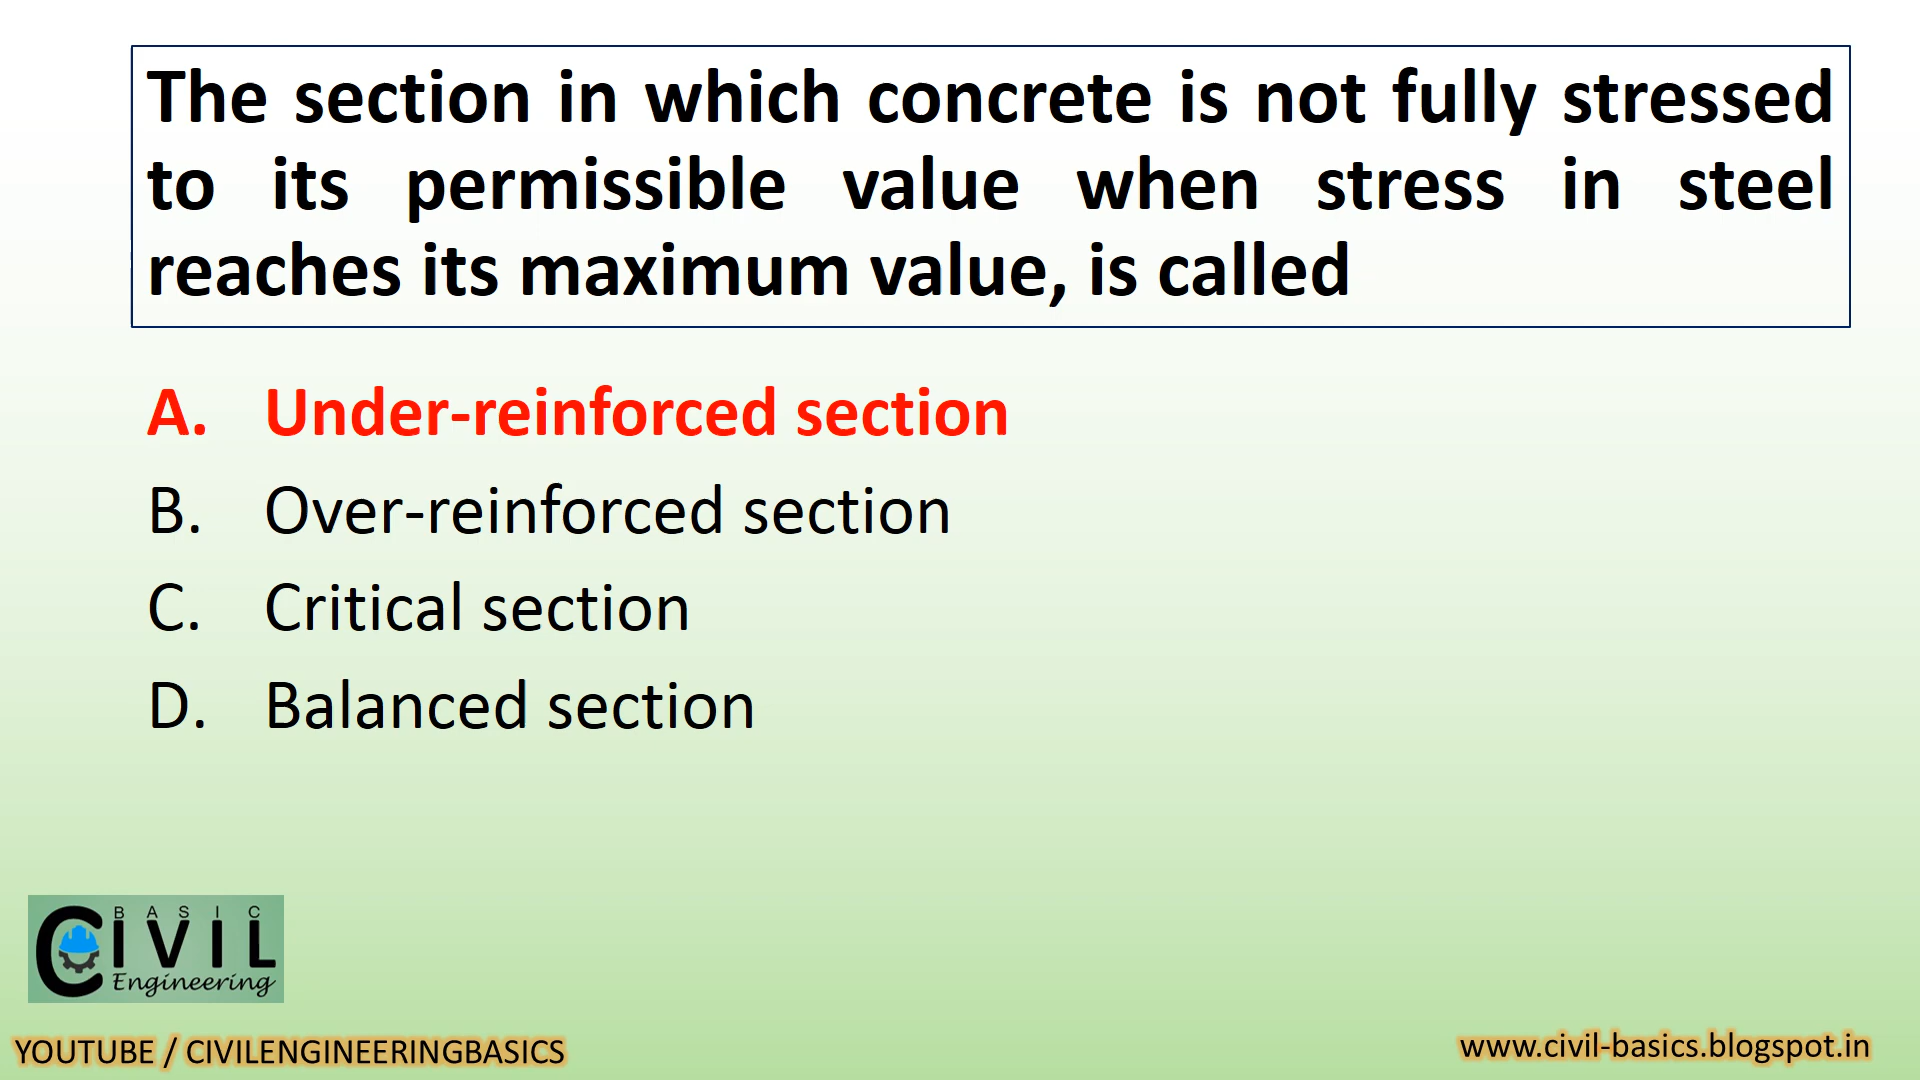 The section in which concrete is not fully stressed
to its permissible value when stress in steel
reaches its maximum value, is called
A. Under-reinforced section
B. Over-reinforced section
C. Critical section
D. Balanced section
BASIC
CIVIL
Engineering
YOUTUBE / CIVILENGINEERINGBASICS
www.civil-basics.blogspot.in